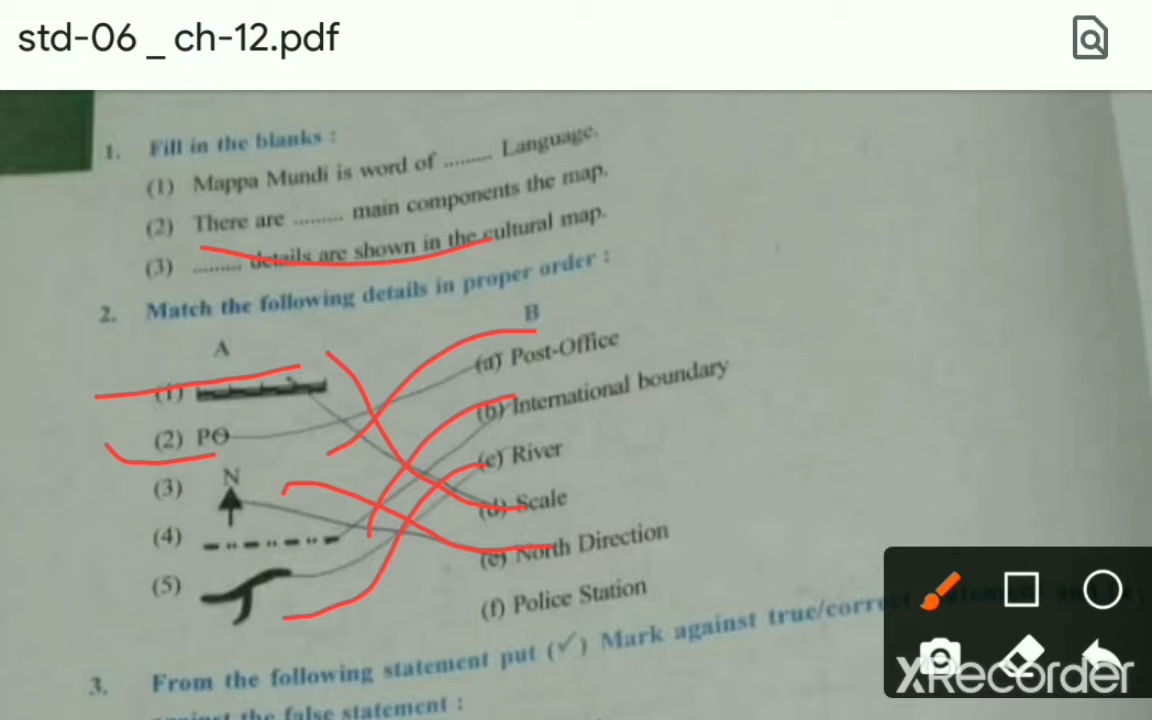 std-06 _ ch-12.pdf
1. Fill in the blanks :
(1) Mappa Mundi is word of ........ Language.
(2) There are ........ main components the map.
(3) ........ details are shown in the cultural map.
2. Match the following details in proper order :
A B
(1) (a) Post-Office
(2) PO (b) International boundary
(3) N (c) River
(4) (d) Scale
(5) (e) North Direction
(f) Police Station
3. From the following statement put (✓) Mark against true/correct
against the false statement :
XRecorder